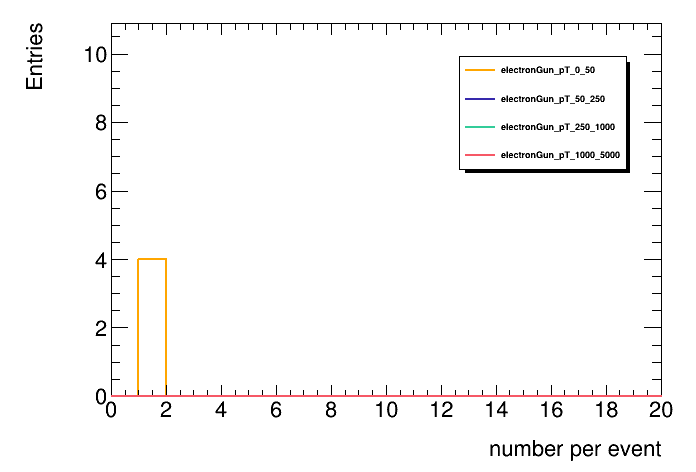 Entries
10
8
6
4
2
0
electronGun_pT_0_50
electronGun_pT_50_250
electronGun_pT_250_1000
electronGun_pT_1000_5000
0 2 4 6 8 10 12 14 16 18 20
number per event